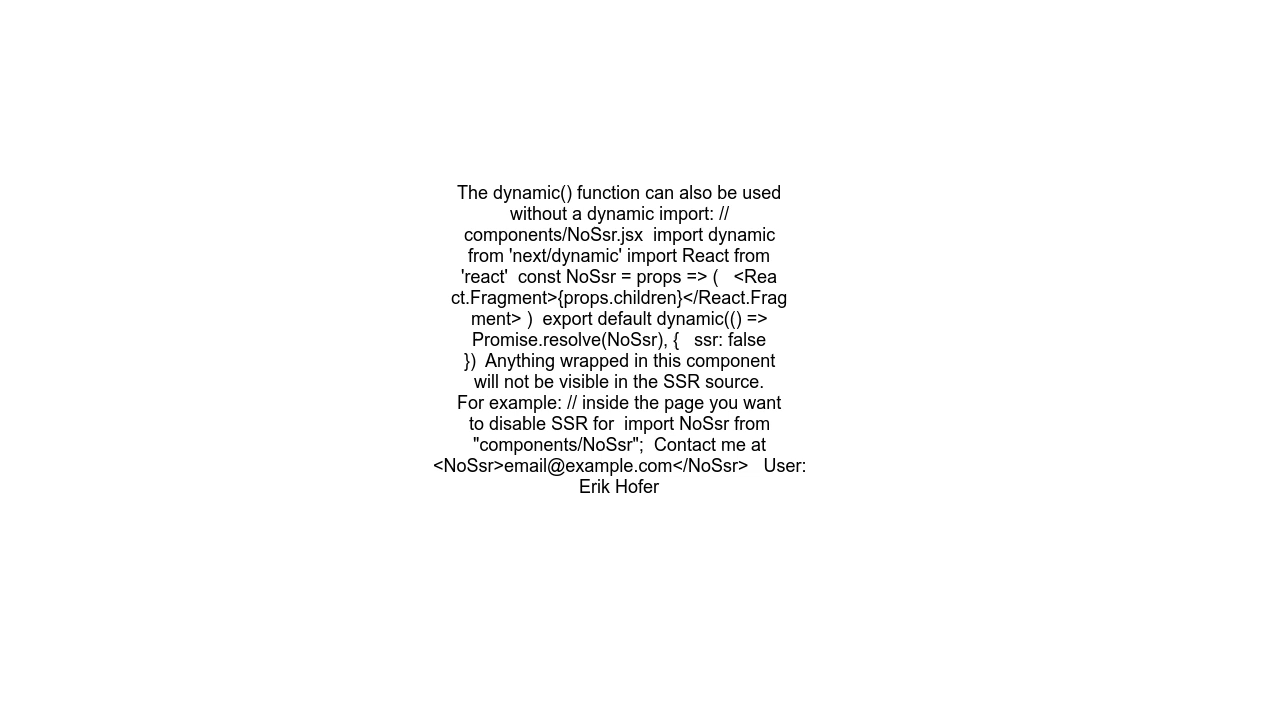 The dynamic() function can also be used
without a dynamic import: //
components/NoSsr.jsx  import dynamic
from 'next/dynamic' import React from
'react'  const NoSsr = props => (   <Rea
ct.Fragment>{props.children}</React.Frag
ment> )  export default dynamic(() =>
Promise.resolve(NoSsr), {   ssr: false
})  Anything wrapped in this component
will not be visible in the SSR source.
For example: // inside the page you want
to disable SSR for  import NoSsr from
"components/NoSsr";  Contact me at
<NoSsr>email@example.com</NoSsr>   User:
Erik Hofer